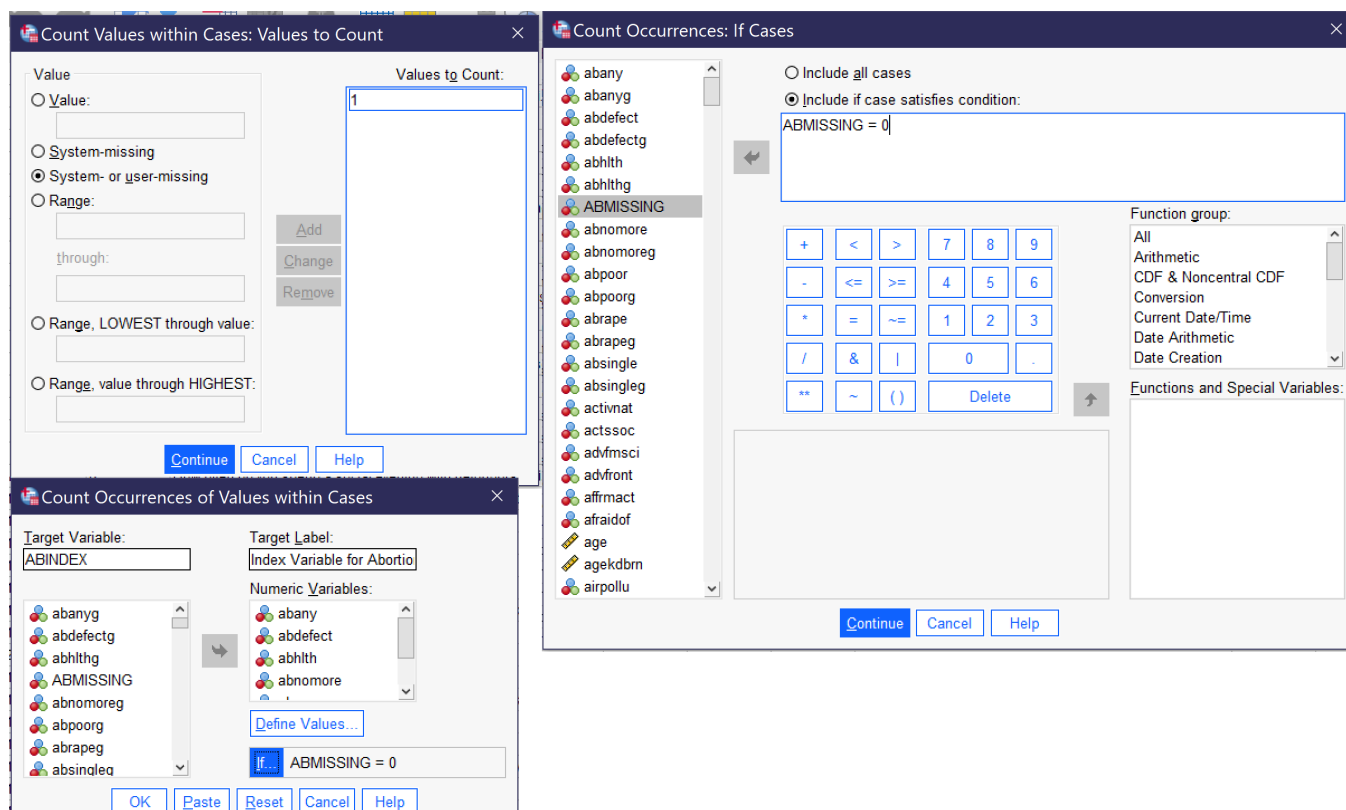 Count Values within Cases: Values to Count
Value
Value:
System-missing
System- or user-missing
Range:
through:
Range, LOWEST through value:
Range, value through HIGHEST:
Add
Change
Remove
Values to Count:
1
Continue
Cancel
Help
Count Occurrences of Values within Cases
Target Variable:
ABINDEX
Target Label:
Index Variable for Abortio
Numeric Variables:
abanyg
abdefectg
abhlthg
ABMISSING
abnomoreg
abpoorg
abrapeg
absingleg
abany
abdefect
abhlth
abnomore
Define Values...
If...
ABMISSING = 0
OK
Paste
Reset
Cancel
Help
Count Occurrences: If Cases
abany
abanyg
abdefect
abdefectg
abhlth
abhlthg
ABMISSING
abnomore
abnomoreg
abpoor
abpoorg
abrape
abrapeg
absingle
absingleg
activnat
actssoc
advfmsci
advfront
affrmact
afraidof
age
agekdbrn
airpollu
Include all cases
Include if case satisfies condition:
ABMISSING = 0
+ < > 7 8 9
- <= >= 4 5 6
* = ~= 1 2 3
/ & | 0 .
** ~ ( ) Delete
Function group:
All
Arithmetic
CDF & Noncentral CDF
Conversion
Current Date/Time
Date Arithmetic
Date Creation
Functions and Special Variables:
Continue
Cancel
Help